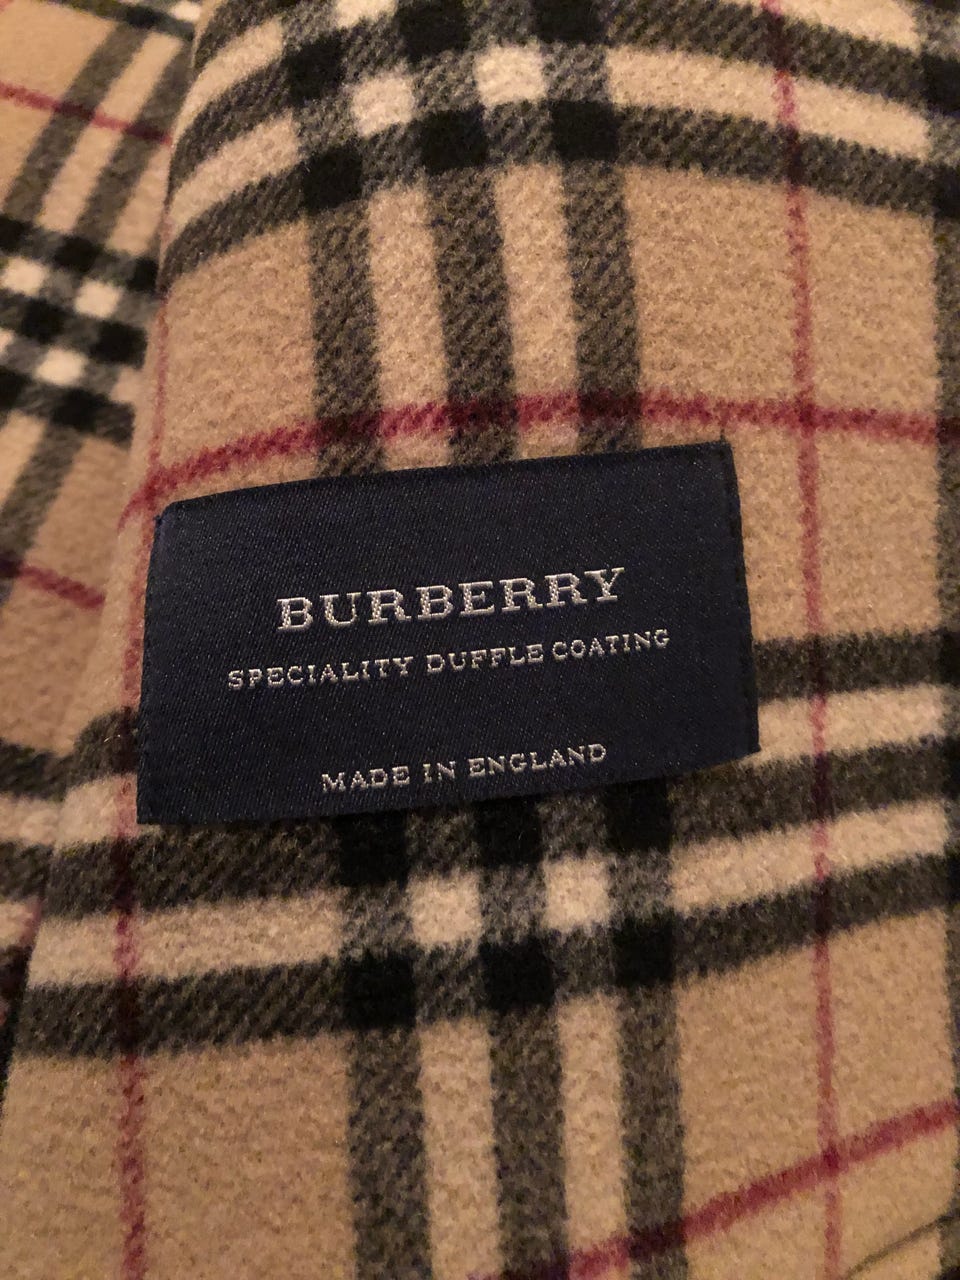 BURBERRY
SPECIALITY DUFFLE COATING
MADE IN ENGLAND